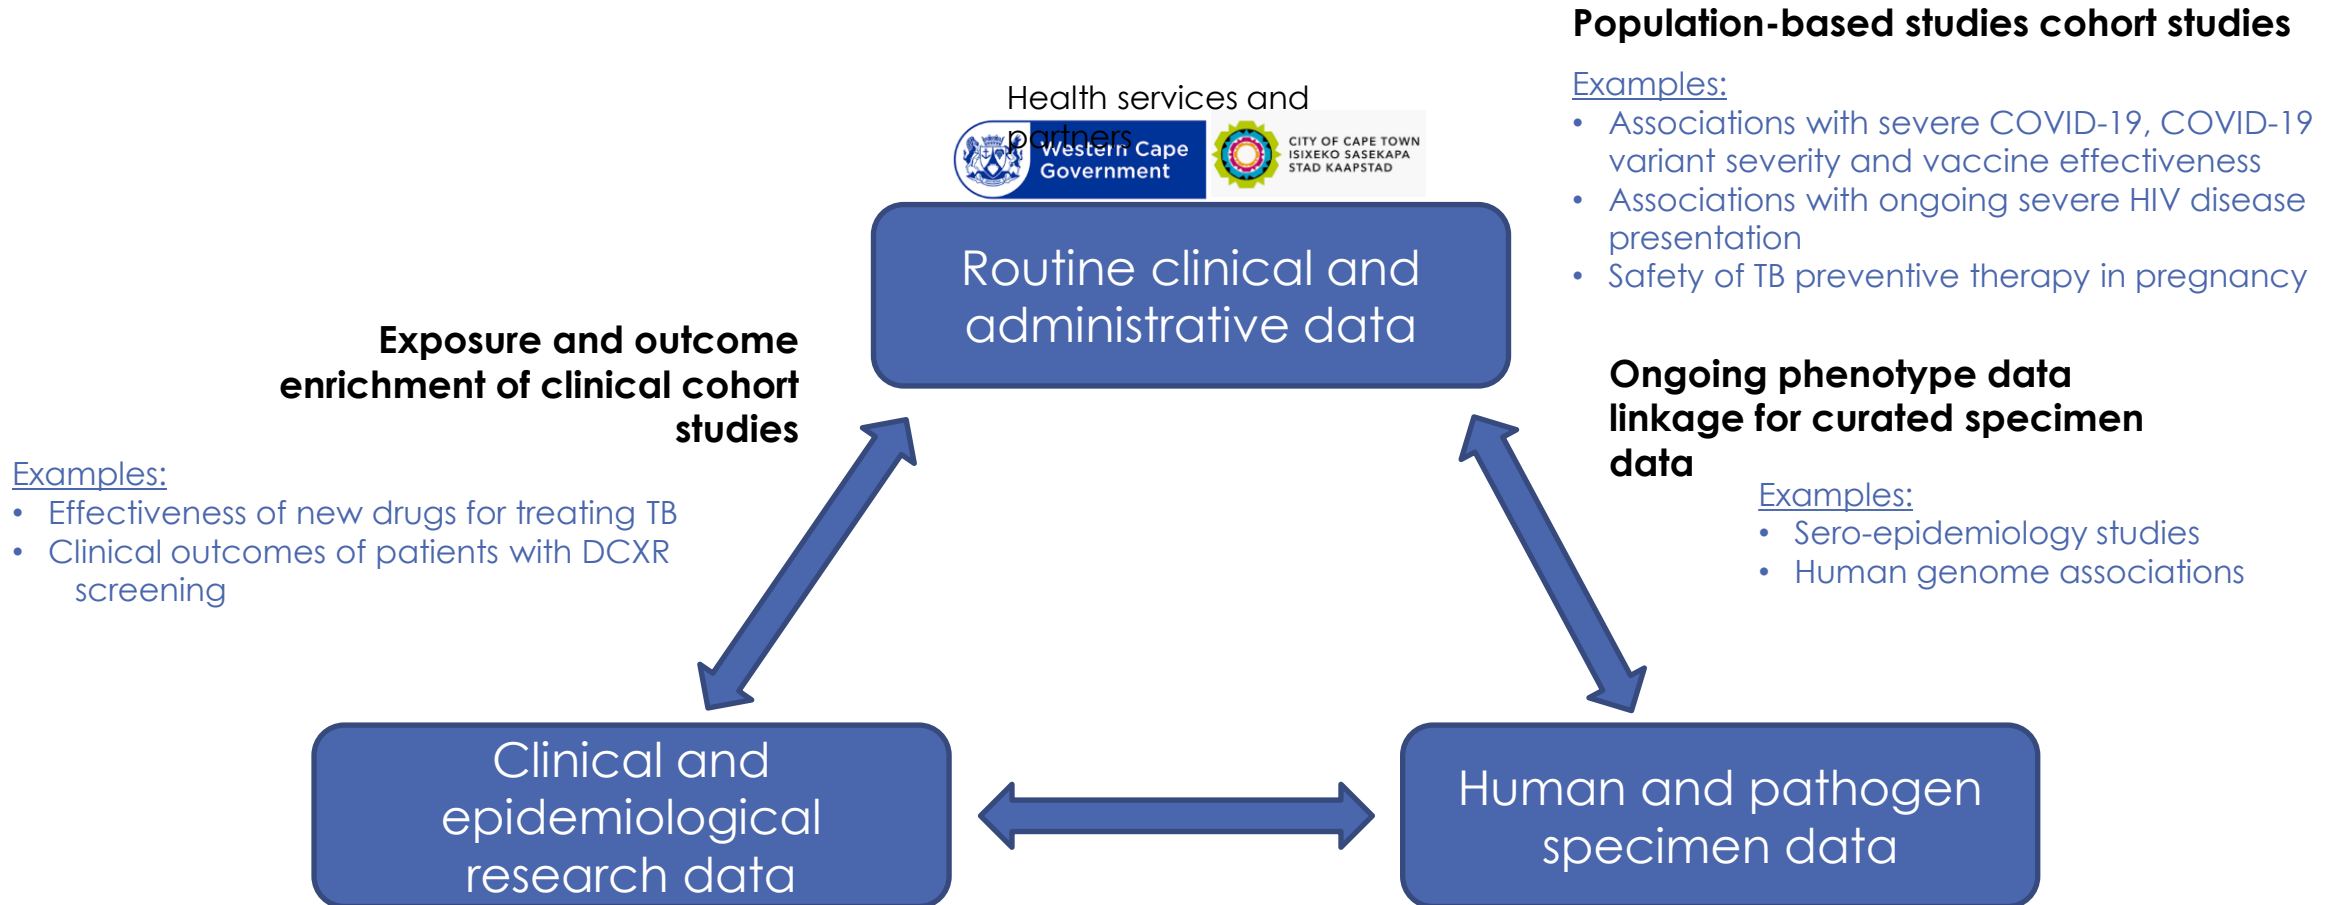 Population-based studies cohort studies
Examples:
• Associations with severe COVID-19, COVID-19
variant severity and vaccine effectiveness
• Associations with ongoing severe HIV disease
presentation
• Safety of TB preventive therapy in pregnancy
Health services and
partners
Western Cape
Government
CITY OF CAPE TOWN
ISIXEKO SASEKAPA
STAD KAAPSTAD
Routine clinical and
administrative data
Exposure and outcome
enrichment of clinical cohort
studies
Examples:
• Effectiveness of new drugs for treating TB
• Clinical outcomes of patients with DCXR
screening
Ongoing phenotype data
linkage for curated specimen
data
Examples:
• Sero-epidemiology studies
• Human genome associations
Clinical and
epidemiological
research data
Human and pathogen
specimen data